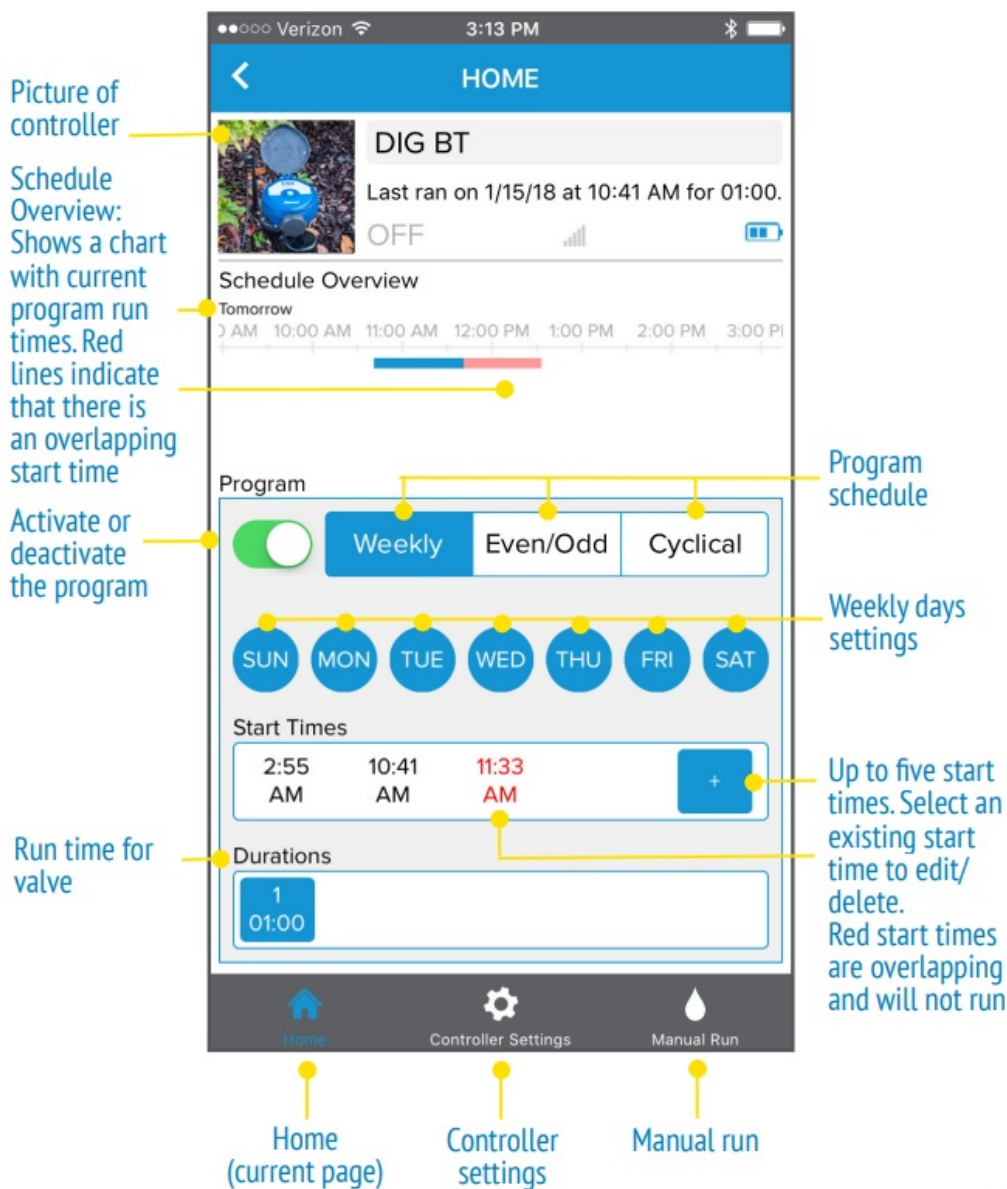 Verizon
3:13 PM
HOME
Picture of
controller
DIG BT
Last ran on 1/15/18 at 10:41 AM for 01:00.
OFF
Schedule
Overview:
Shows a chart
with current
program run
times. Red
lines indicate
that there is
an overlapping
start time
Schedule Overview
Tomorrow
0 AM 10:00 AM 11:00 AM 12:00 PM 1:00 PM 2:00 PM 3:00 P
Program
schedule
Program
Activate or
deactivate
the program
Weekly Even/Odd Cyclical
Weekly days
settings
SUN MON TUE WED THU FRI SAT
Start Times
2:55 10:41 11:33
AM AM AM
+
Up to five start
times. Select an
existing start
time to edit/
delete.
Red start times
are overlapping
and will not run
Run time for
valve
Durations
1
01:00
Home Controller Settings Manual Run
Home
(current page)
Controller
settings
Manual run